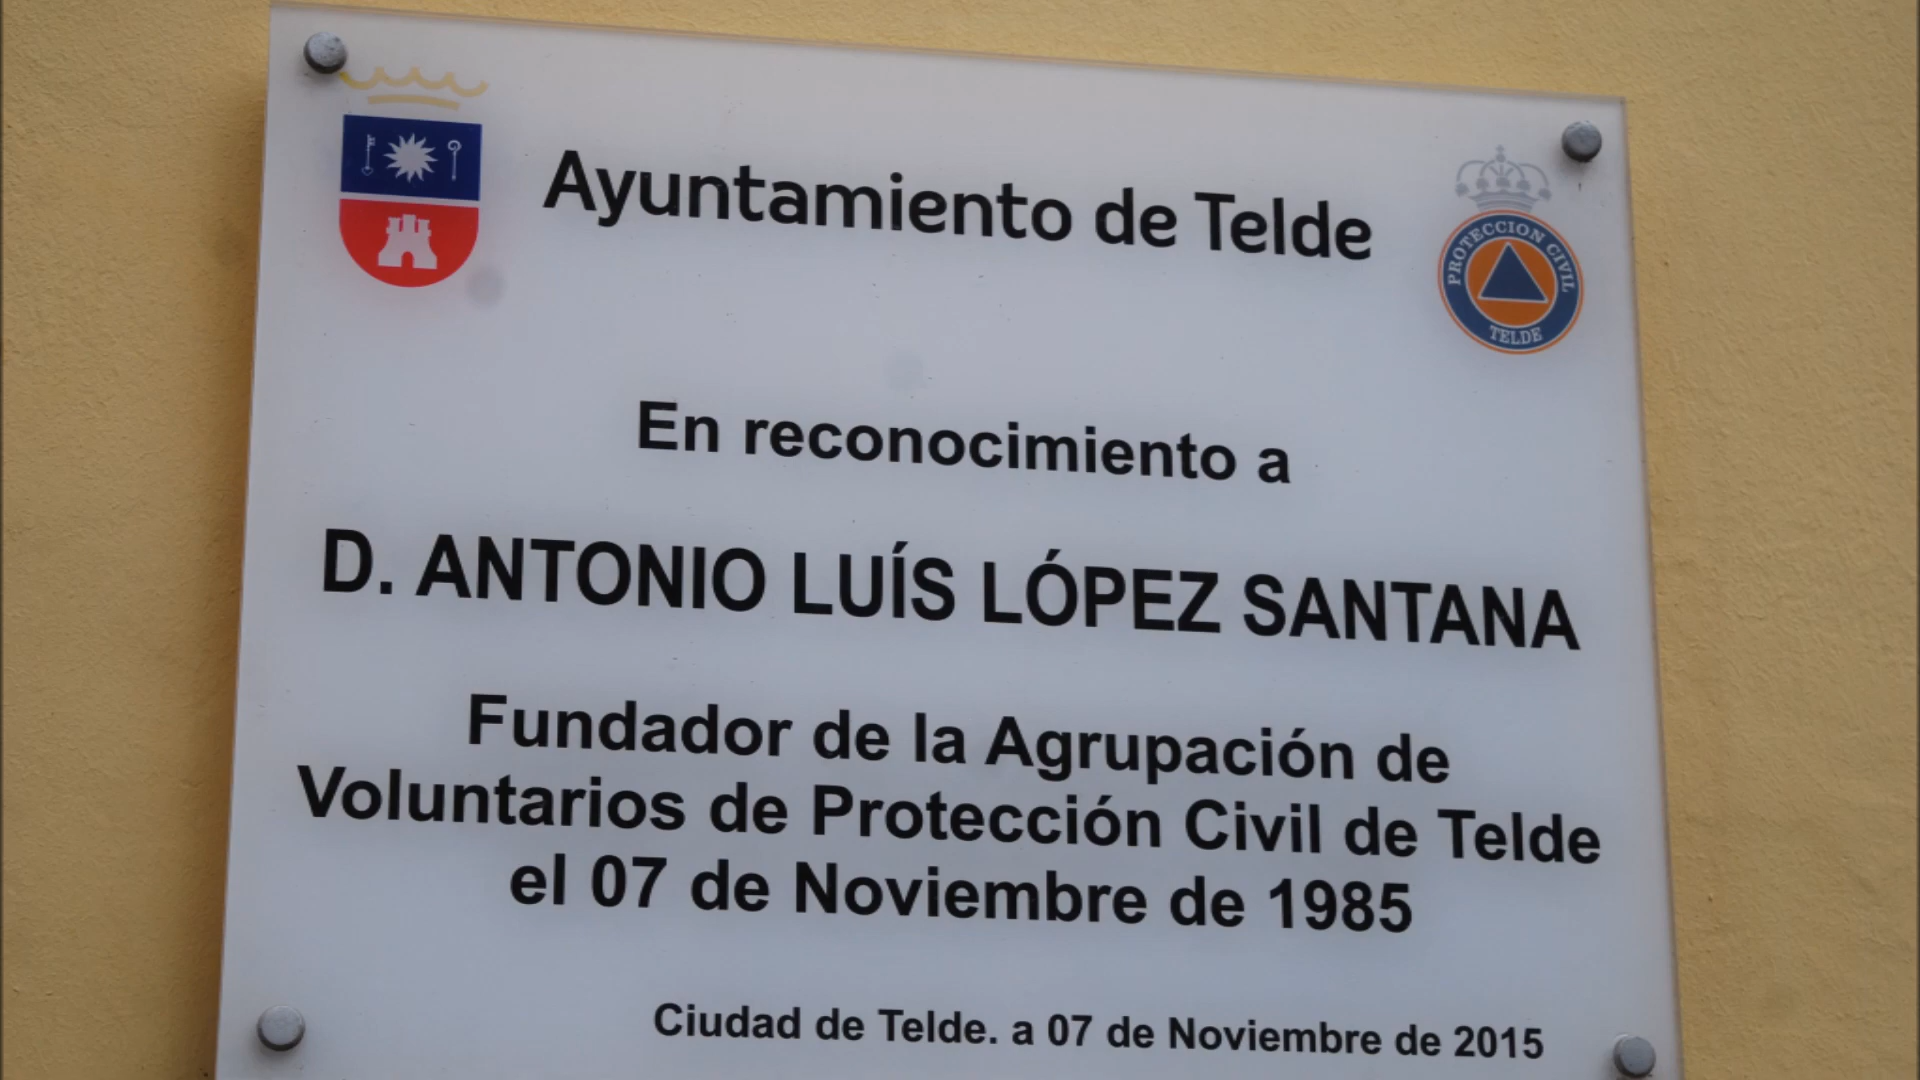 Ayuntamiento de Telde
PROTECCION CIVIL
TELDE
En reconocimiento a
D. ANTONIO LUÍS LÓPEZ SANTANA
Fundador de la Agrupación de
Voluntarios de Protección Civil de Telde
el 07 de Noviembre de 1985
Ciudad de Telde. a 07 de Noviembre de 2015